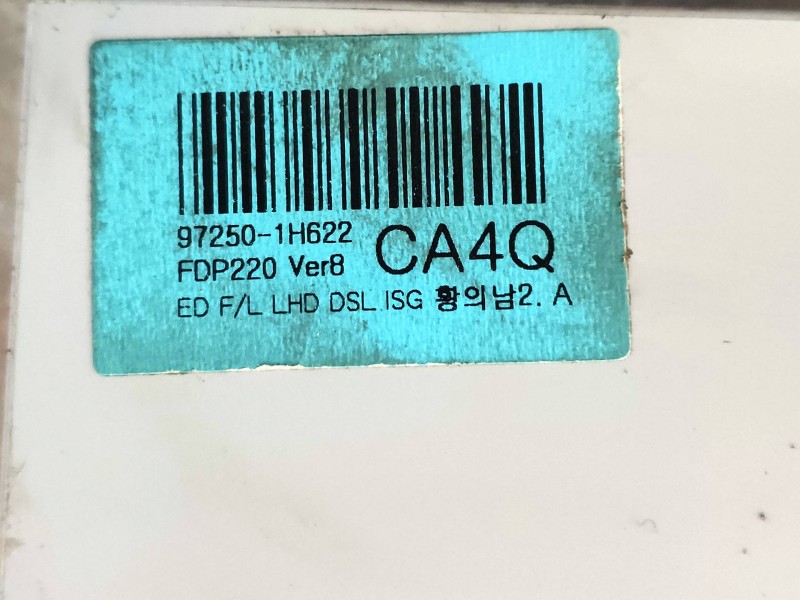 97250-1H622
CA4Q
FDP220 Ver8
ED F/L LHD DSL ISG 황의남2. A